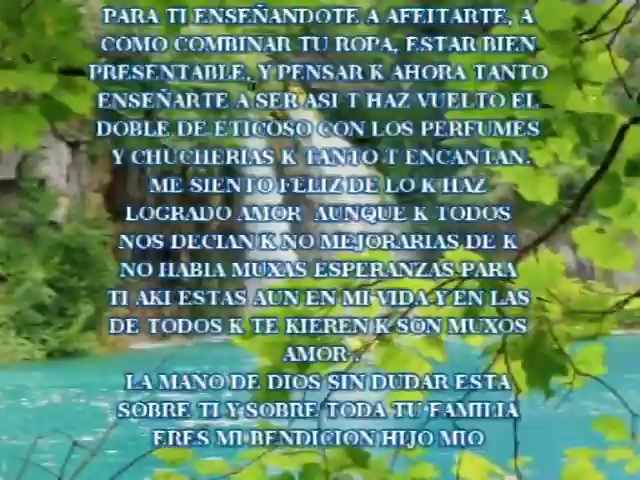 PARA TI ENSEÑANDOTE A AFEITARTE, A
COMO COMBINAR TU ROPA, ESTAR BIEN
PRESENTABLE, Y PENSAR K AHORA TANTO
ENSEÑARTE A SER ASI T HAZ VUELTO EL
DOBLE DE ETICOSO CON LOS PERFUMES
Y CHUCHERIAS K TANTO T ENCANTAN.
ME SIENTO FELIZ DE LO K HAZ
LOGRADO AMOR AUNQUE K TODOS
NOS DECIAN K NO MEJORARIAS DE K
NO HABIA MUXAS ESPERANZAS PARA
TI AKI ESTAS AUN EN MI VIDA Y EN LAS
DE TODOS K TE KIEREN K SON MUXOS
AMOR .
LA MANO DE DIOS SIN DUDAR ESTA
SOBRE TI Y SOBRE TODA TU FAMILIA
ERES MI BENDICION HIJO MIO